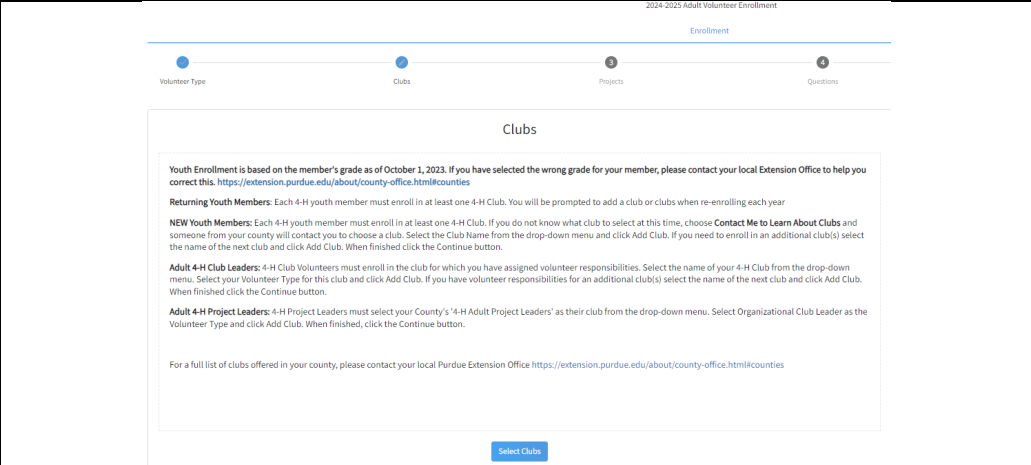 2024-2025 Adult Volunteer Enrollment
Enrollment
3
4
Volunteer Type
Clubs
Projects
Questions
Clubs
Youth Enrollment is based on the member's grade as of October 1, 2023. If you have selected the wrong grade for your member, please contact your local Extension Office to help you
correct this. https://extension.purdue.edu/about/county-office.html#counties
Returning Youth Members: Each 4-H youth member must enroll in at least one 4-H Club. You will be prompted to add a club or clubs when re-enrolling each year
NEW Youth Members: Each 4-H youth member must enroll in at least one 4-H Club. If you do not know what club to select at this time, choose Contact Me to Learn About Clubs and
someone from your county will contact you to choose a club. Select the Club Name from the drop-down menu and click Add Club. If you need to enroll in an additional club(s) select
the name of the next club and click Add Club. When finished click the Continue button.
Adult 4-H Club Leaders: 4-H Club Volunteers must enroll in the club for which you have assigned volunteer responsibilities. Select the name of your 4-H Club from the drop-down
menu. Select your Volunteer Type for this club and click Add Club. If you have volunteer responsibilities for an additional club(s) select the name of the next club and click Add Club.
When finished click the Continue button.
Adult 4-H Project Leaders: 4-H Project Leaders must select your County's '4-H Adult Project Leaders' as their club from the drop-down menu. Select Organizational Club Leader as the
Volunteer Type and click Add Club. When finished, click the Continue button.
For a full list of clubs offered in your county, please contact your local Purdue Extension Office https://extension.purdue.edu/about/county-office.html#counties
Select Clubs